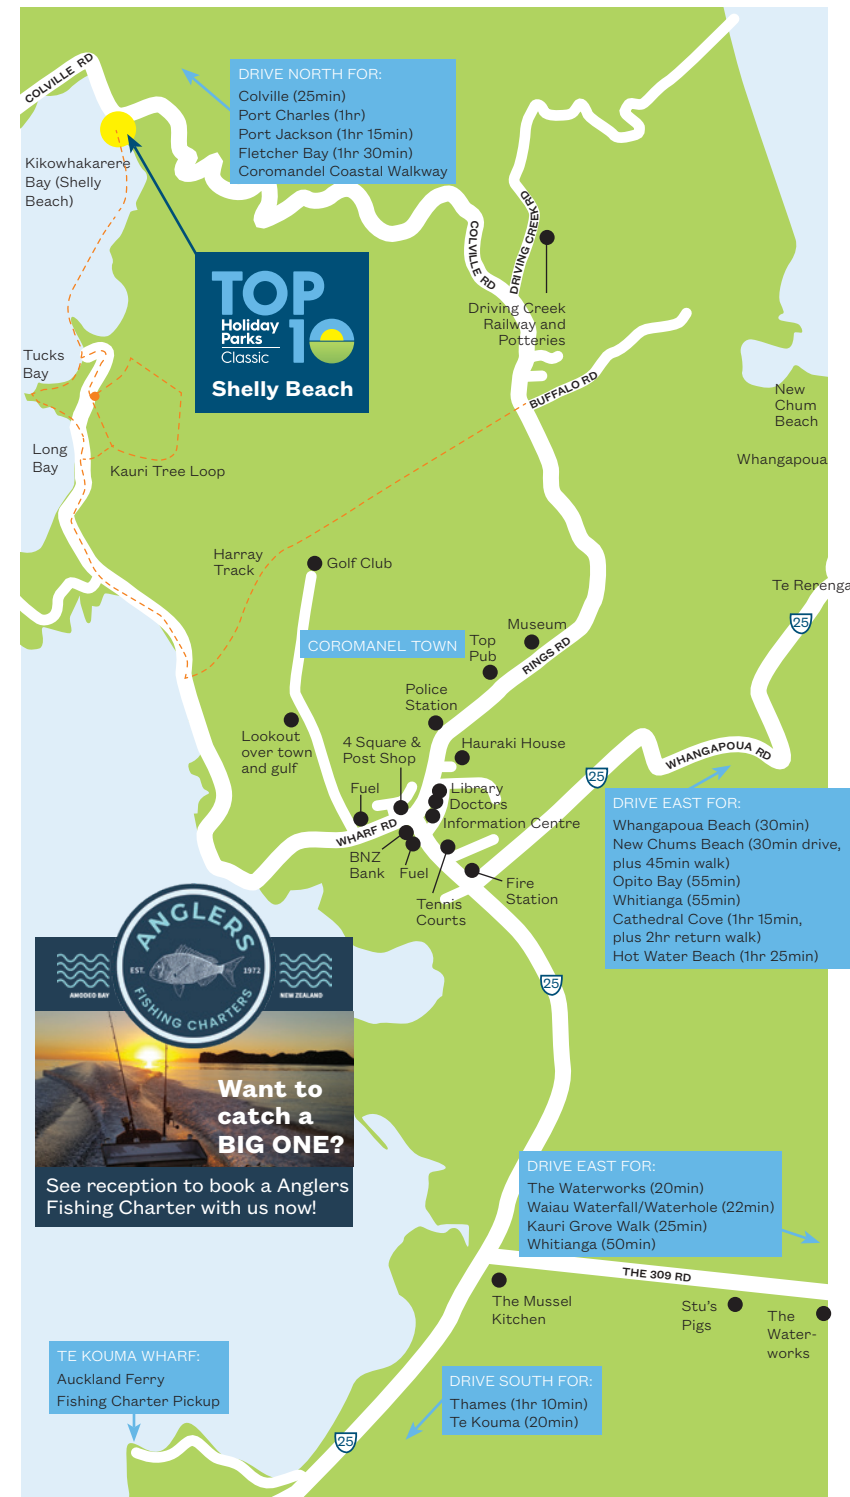 COLVILLE RD
DRIVE NORTH FOR:
Colville (25min)
Port Charles (1hr)
Port Jackson (1hr 15min)
Fletcher Bay (1hr 30min)
Coromandel Coastal Walkway
Kikowhakarere
Bay (Shelly
Beach)
COLVILLE RD
DRIVING CREEK RD
TOP
10
Holiday
Parks
Classic
Shelly Beach
Driving Creek
Railway and
Potteries
Tucks
Bay
BUFFALO RD
New
Chum
Beach
Long
Bay
Kauri Tree Loop
Whangapoua
Harray
Track
Golf Club
Te Rerenga
25
Museum
COROMANEL TOWN
Top
Pub
RINGS RD
Police
Station
Lookout
over town
and gulf
4 Square &
Post Shop
Hauraki House
WHANGAPOUA RD
25
Fuel
Library
Doctors
Information Centre
WHARF RD
BNZ
Bank
Fuel
Fire
Station
Tennis
Courts
DRIVE EAST FOR:
Whangapoua Beach (30min)
New Chums Beach (30min drive,
plus 45min walk)
Opito Bay (55min)
Whitianga (55min)
Cathedral Cove (1hr 15min,
plus 2hr return walk)
Hot Water Beach (1hr 25min)
25
ANGLERS
EST.
1972
AMODEO BAY
NEW ZEALAND
FISHING CHARTERS
Want to
catch a
BIG ONE?
See reception to book a Anglers
Fishing Charter with us now!
DRIVE EAST FOR:
The Waterworks (20min)
Waiau Waterfall/Waterhole (22min)
Kauri Grove Walk (25min)
Whitianga (50min)
THE 309 RD
The Mussel
Kitchen
Stu's
Pigs
The
Water-
works
TE KOUMA WHARF:
Auckland Ferry
Fishing Charter Pickup
DRIVE SOUTH FOR:
Thames (1hr 10min)
Te Kouma (20min)
25